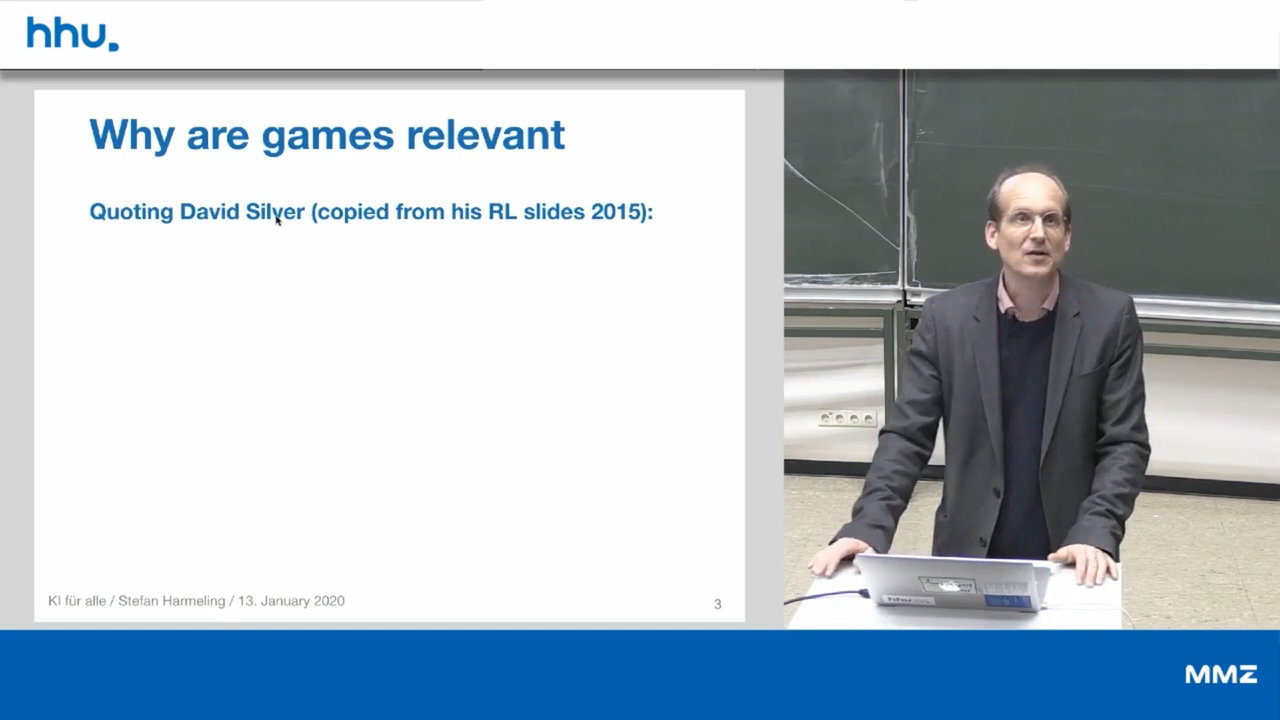 hhu.
Why are games relevant
Quoting David Silver (copied from his RL slides 2015):
KI für alle / Stefan Harmeling / 13. January 2020
3
hhu
MMZ